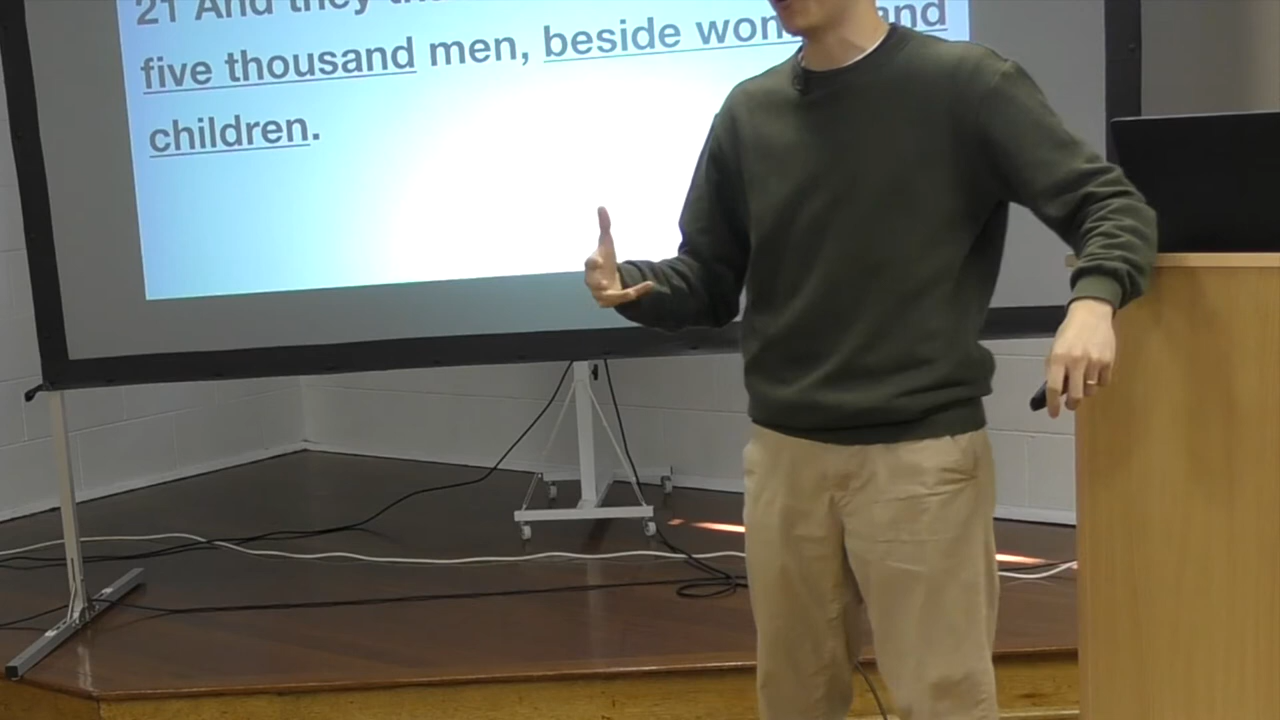 21 And they
five thousand men, beside and
children.